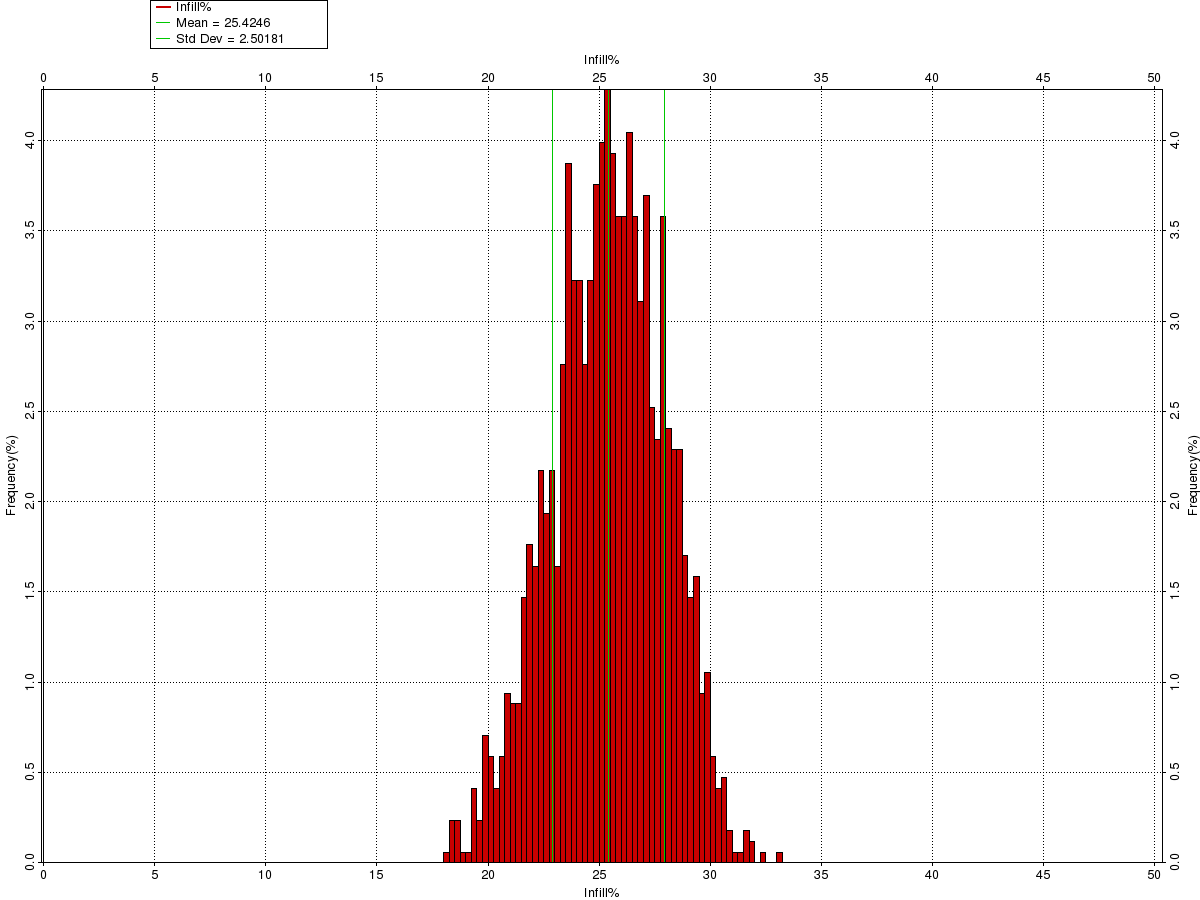 Infill%
Mean = 25.4246
Std Dev = 2.50181
Infill%
0 5 10 15 20 25 30 35 40 45 50
4.0 4.0
3.5 3.5
3.0 3.0
2.5 2.5
Frequency(%) Frequency(%)
2.0 2.0
1.5 1.5
1.0 1.0
0.5 0.5
0.0 0.0
0 5 10 15 20 25 30 35 40 45 50
Infill%